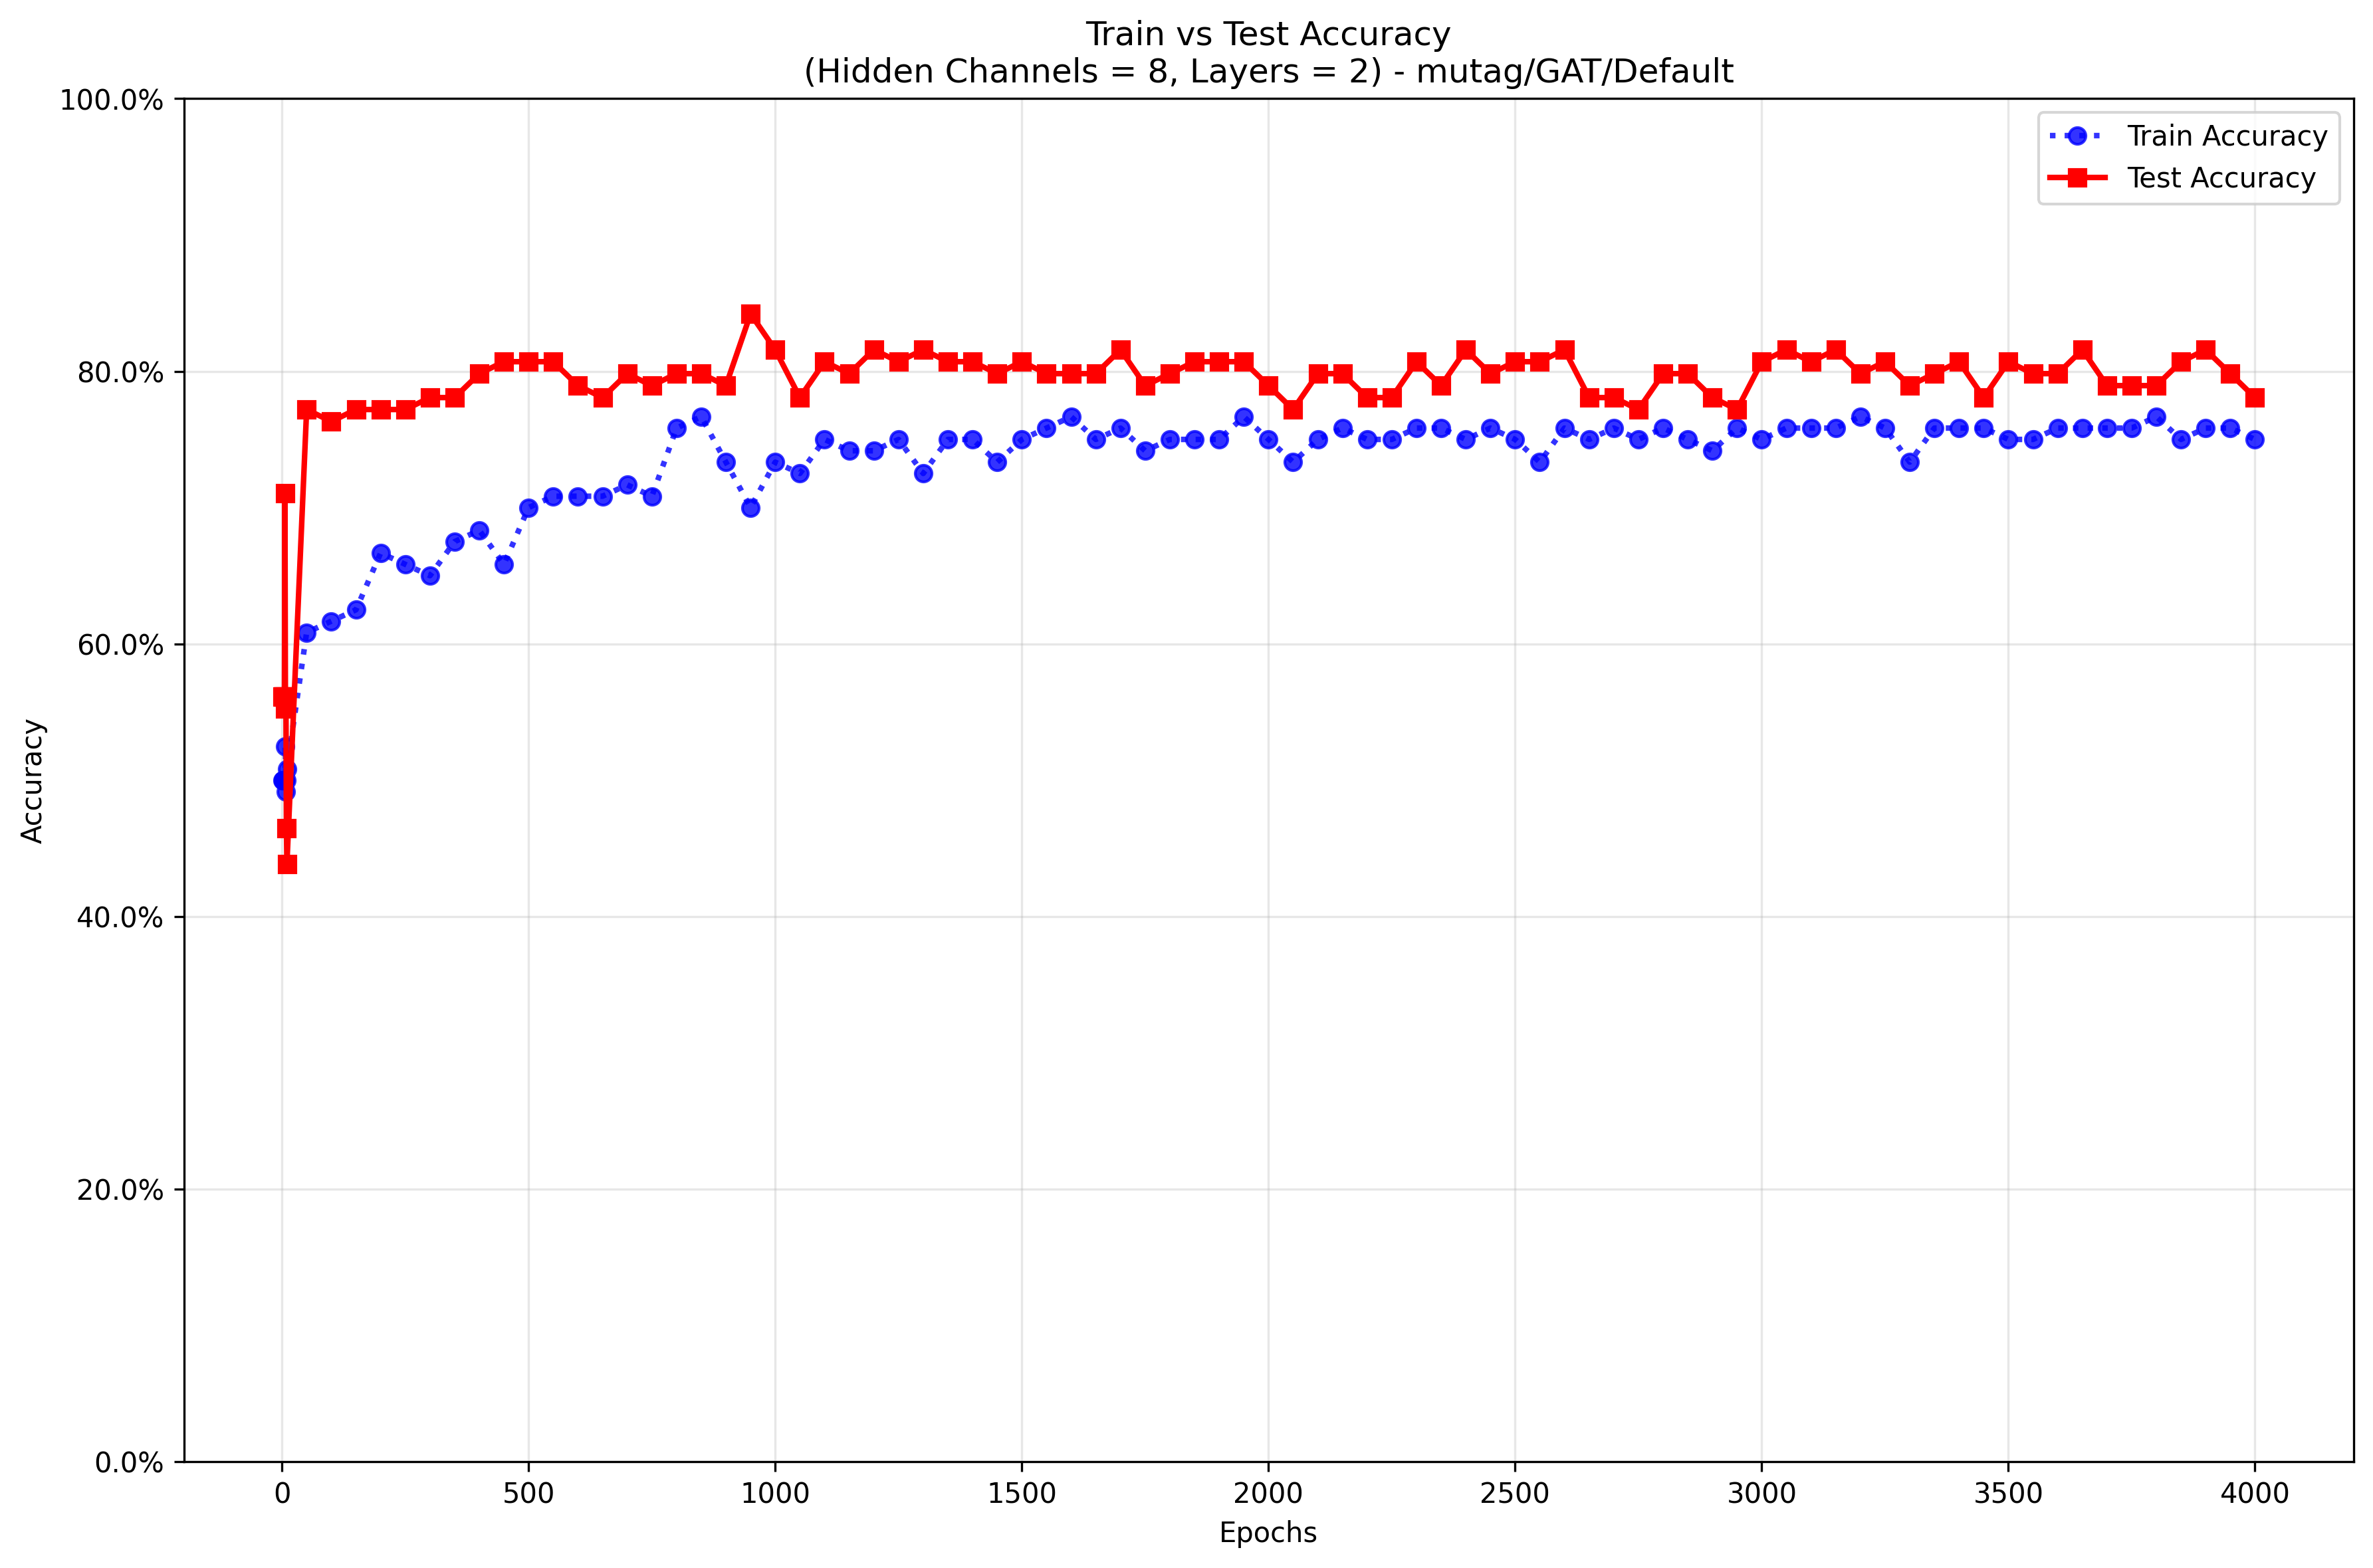 Train vs Test Accuracy
(Hidden Channels = 8, Layers = 2) - mutag/GAT/Default
100.0%
80.0%
60.0%
40.0%
20.0%
0.0%
Accuracy
Train Accuracy
Test Accuracy
0 500 1000 1500 2000 2500 3000 3500 4000
Epochs